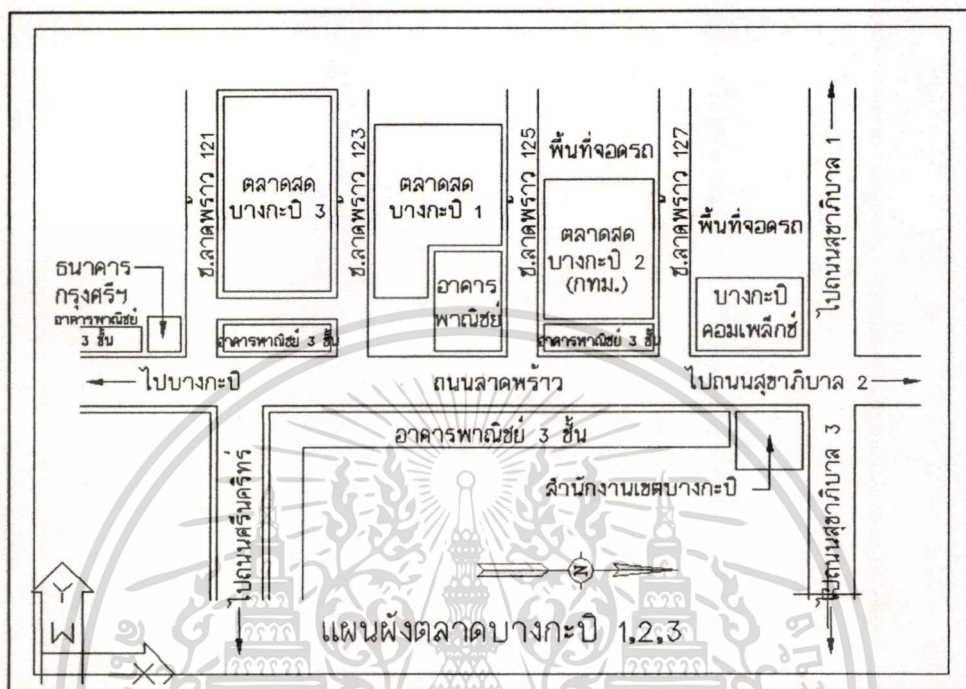 ซ.ลาดพร้าว 121
ซ.ลาดพร้าว 123
ซ.ลาดพร้าว 125
ซ.ลาดพร้าว 127
ไปถนนสุขาภิบาล 1
ตลาดสด
บางกะปิ 3
ตลาดสด
บางกะปิ 1
อาคาร
พาณิชย์
พื้นที่จอดรถ
ตลาดสด
บางกะปิ 2
(กทม.)
พื้นที่จอดรถ
บางกะปิ
คอมเพล็กซ์
ธนาคาร
กรุงศรีฯ
อาคารพาณิชย์
3 ชั้น
อาคารพาณิชย์ 3 ชั้น
อาคารพาณิชย์ 3 ชั้น
ไปบางกะปิ
ถนนลาดพร้าว
ไปถนนสุขาภิบาล 2
อาคารพาณิชย์ 3 ชั้น
สำนักงานเขตบางกะปิ
ไปถนนศรีนครินทร์
ไปถนนสุขาภิบาล 3
N
Y
W
X
แผนผังตลาดบางกะปิ 1,2,3